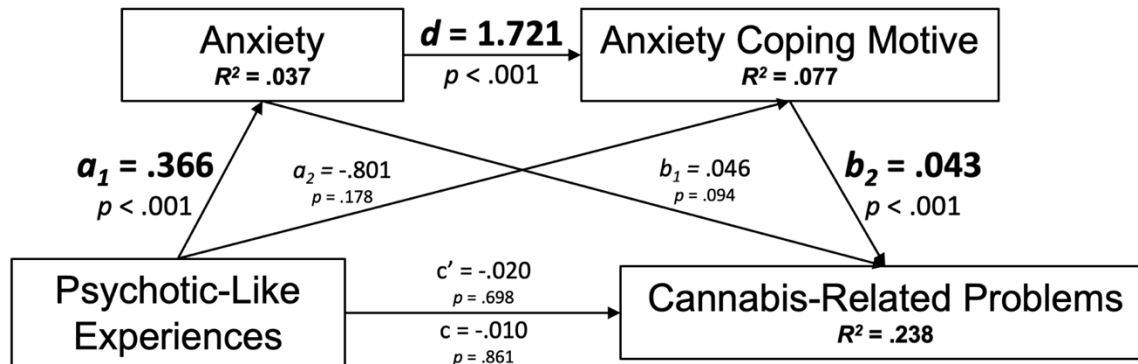 Anxiety
R² = .037
d = 1.721
p < .001
Anxiety Coping Motive
R² = .077
a₁ = .366
p < .001
a₂ = -.801
p = .178
b₁ = .046
p = .094
b₂ = .043
p < .001
Psychotic-Like
Experiences
c’ = -.020
p = .698
c = -.010
p = .861
Cannabis-Related Problems
R² = .238